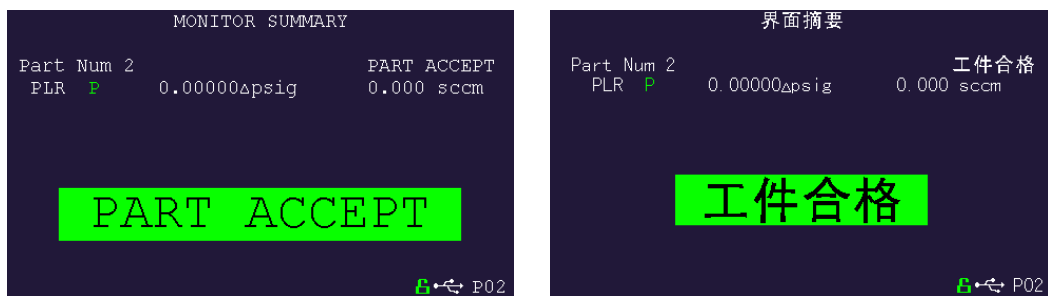 MONITOR SUMMARY
Part Num 2 PART ACCEPT
PLR P 0.00000Δpsig 0.000 sccm
PART ACCEPT
P02
界面摘要
Part Num 2 工件合格
PLR P 0.00000Δpsig 0.000 sccm
工件合格
P02